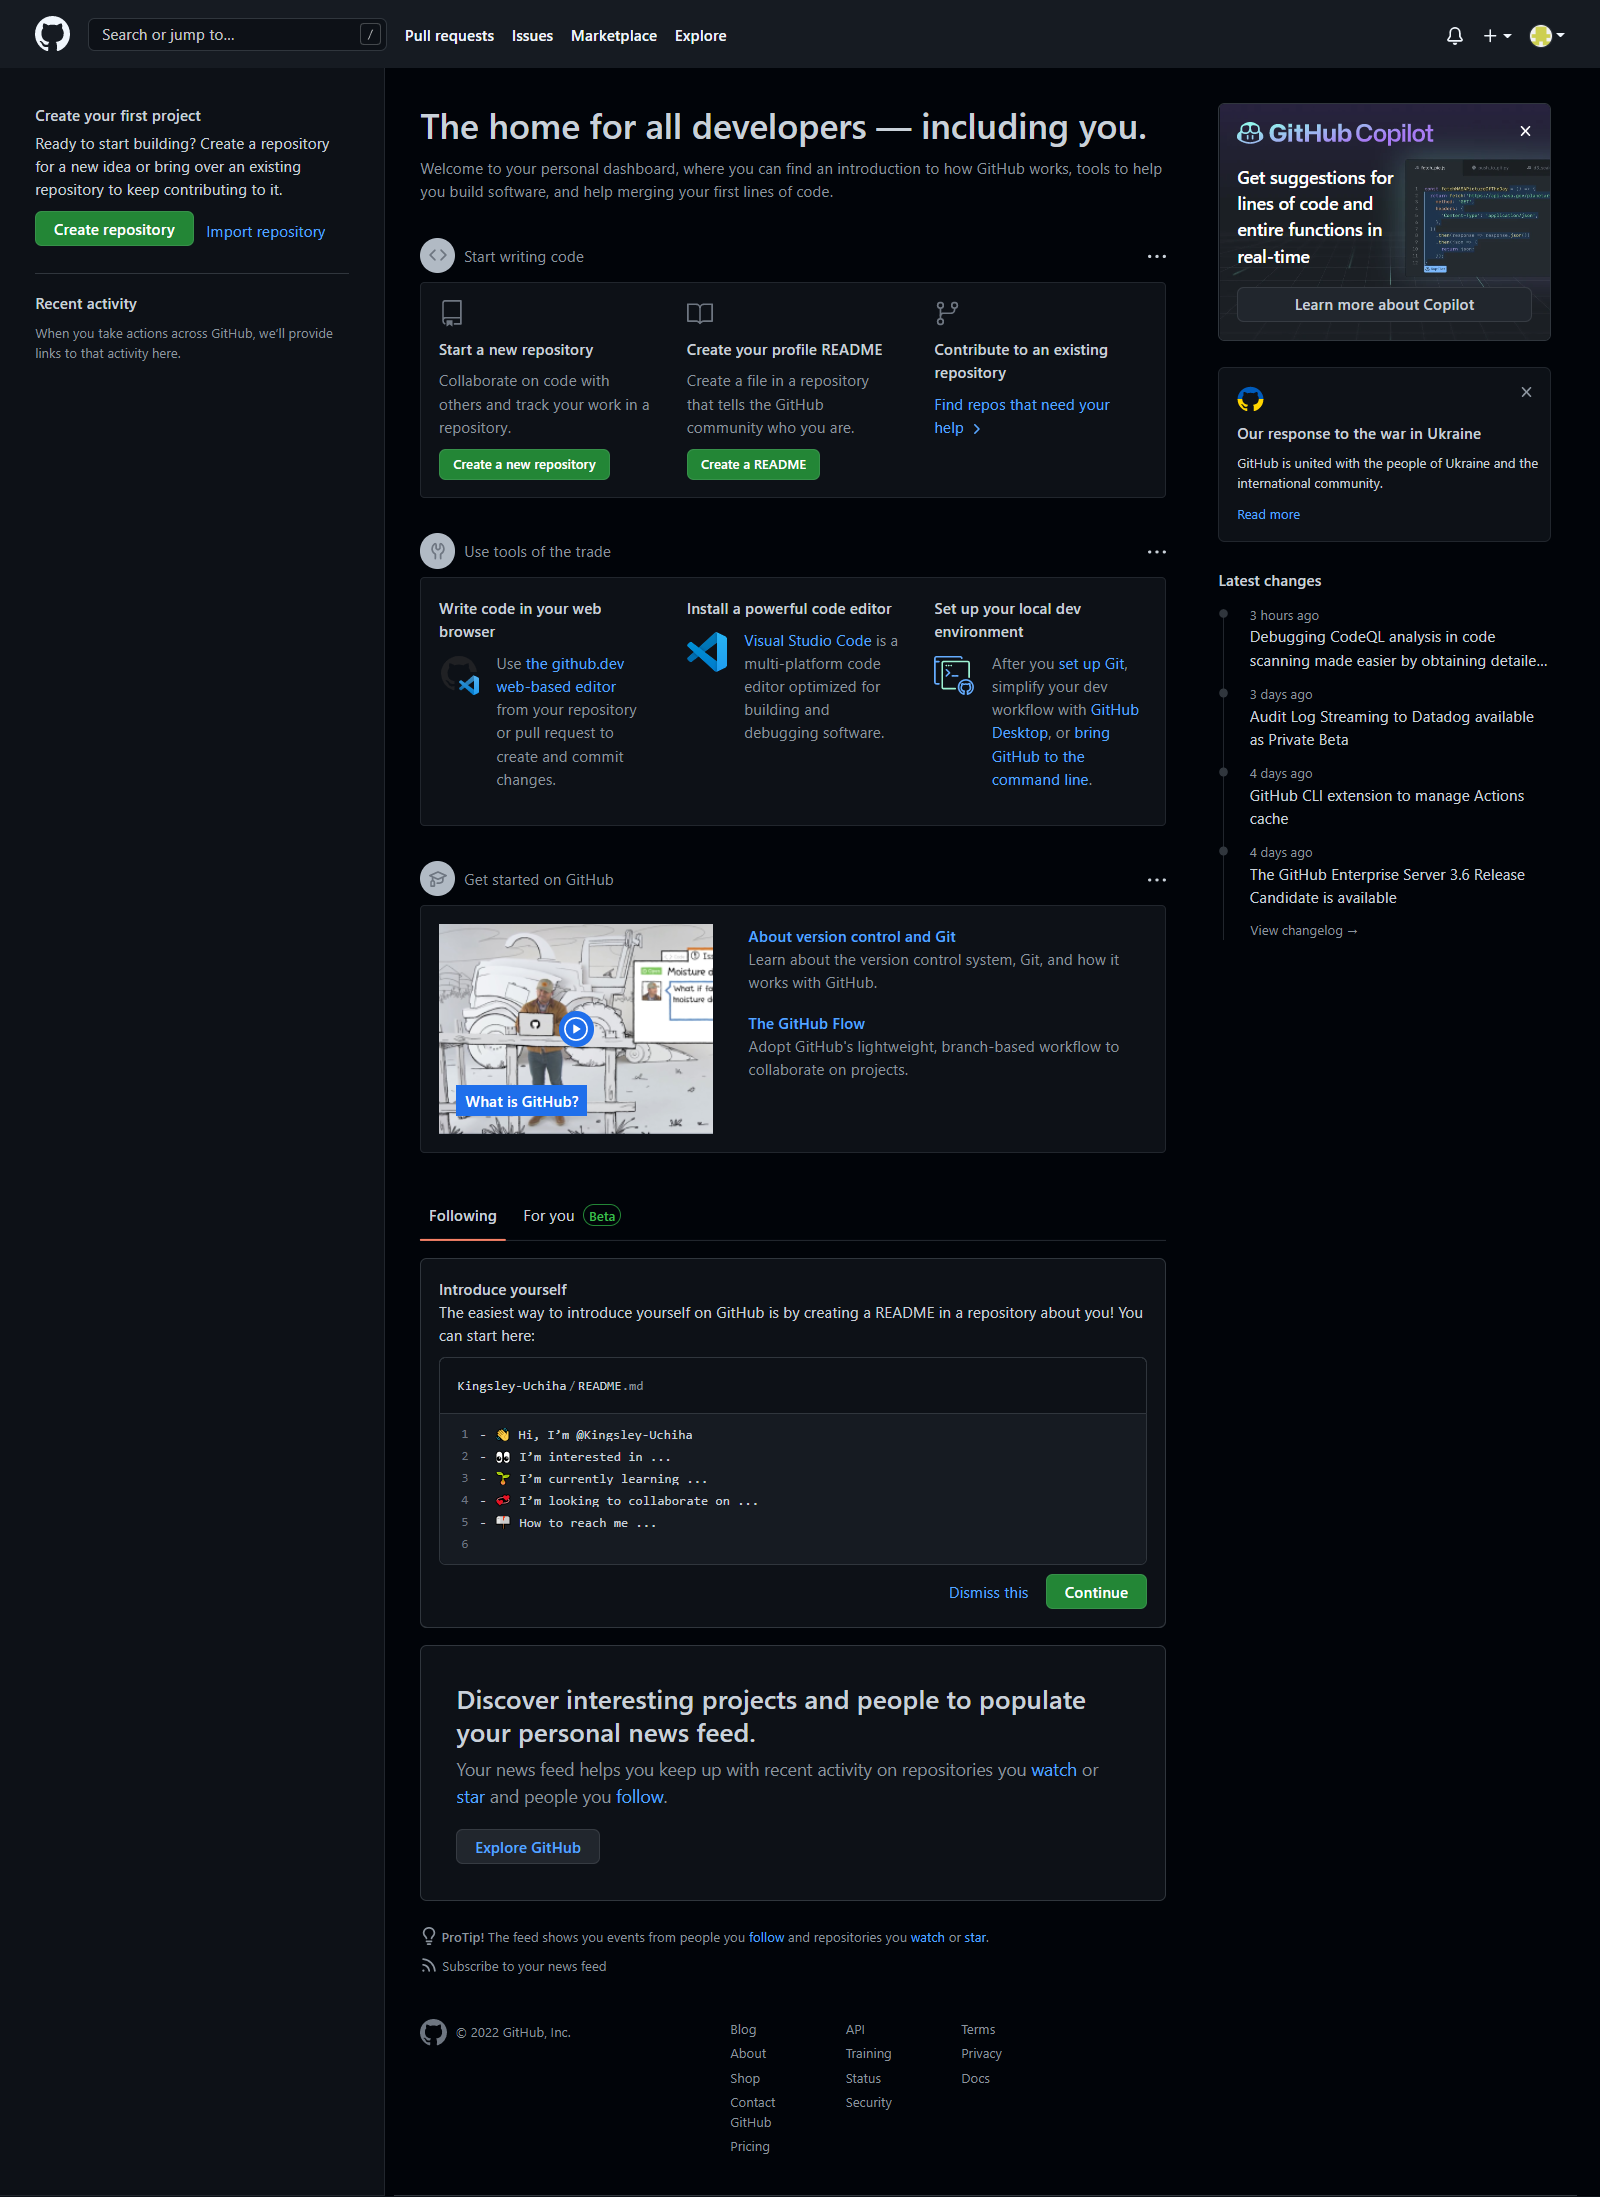 Search or jump to...
/
Pull requests
Issues
Marketplace
Explore
Create your first project
Ready to start building? Create a repository
for a new idea or bring over an existing
repository to keep contributing to it.
Create repository
Import repository
Recent activity
When you take actions across GitHub, we'll provide
links to that activity here.
The home for all developers — including you.
Welcome to your personal dashboard, where you can find an introduction to how GitHub works, tools to help
you build software, and help merging your first lines of code.
Start writing code
Start a new repository
Collaborate on code with
others and track your work in a
repository.
Create a new repository
Create your profile README
Create a file in a repository
that tells the GitHub
community who you are.
Create a README
Contribute to an existing
repository
Find repos that need your
help
Use tools of the trade
Write code in your web
browser
Use the github.dev
web-based editor
from your repository
or pull request to
create and commit
changes.
Install a powerful code editor
Visual Studio Code is a
multi-platform code
editor optimized for
building and
debugging software.
Set up your local dev
environment
After you set up Git,
simplify your dev
workflow with GitHub
Desktop, or bring
GitHub to the
command line.
Get started on GitHub
Moisture d
What if fa
moisture de
What is GitHub?
About version control and Git
Learn about the version control system, Git, and how it
works with GitHub.
The GitHub Flow
Adopt GitHub's lightweight, branch-based workflow to
collaborate on projects.
Following
For you
Beta
Introduce yourself
The easiest way to introduce yourself on GitHub is by creating a README in a repository about you! You
can start here:
Kingsley-Uchiha/README.md
1 - 👋 Hi, I'm @Kingsley-Uchiha
2 - 👀 I'm interested in ...
3 - 🌱 I'm currently learning ...
4 - 💞️ I'm looking to collaborate on ...
5 - 📫 How to reach me ...
6
Dismiss this
Continue
Discover interesting projects and people to populate
your personal news feed.
Your news feed helps you keep up with recent activity on repositories you watch or
star and people you follow.
Explore GitHub
ProTip! The feed shows you events from people you follow and repositories you watch or star.
Subscribe to your news feed
GitHub Copilot
Get suggestions for
lines of code and
entire functions in
real-time
Learn more about Copilot
Our response to the war in Ukraine
GitHub is united with the people of Ukraine and the
international community.
Read more
Latest changes
3 hours ago
Debugging CodeQL analysis in code
scanning made easier by obtaining detaile...
3 days ago
Audit Log Streaming to Datadog available
as Private Beta
4 days ago
GitHub CLI extension to manage Actions
cache
4 days ago
The GitHub Enterprise Server 3.6 Release
Candidate is available
View changelog →
© 2022 GitHub, Inc.
Blog
About
Shop
Contact
GitHub
Pricing
API
Training
Status
Security
Terms
Privacy
Docs